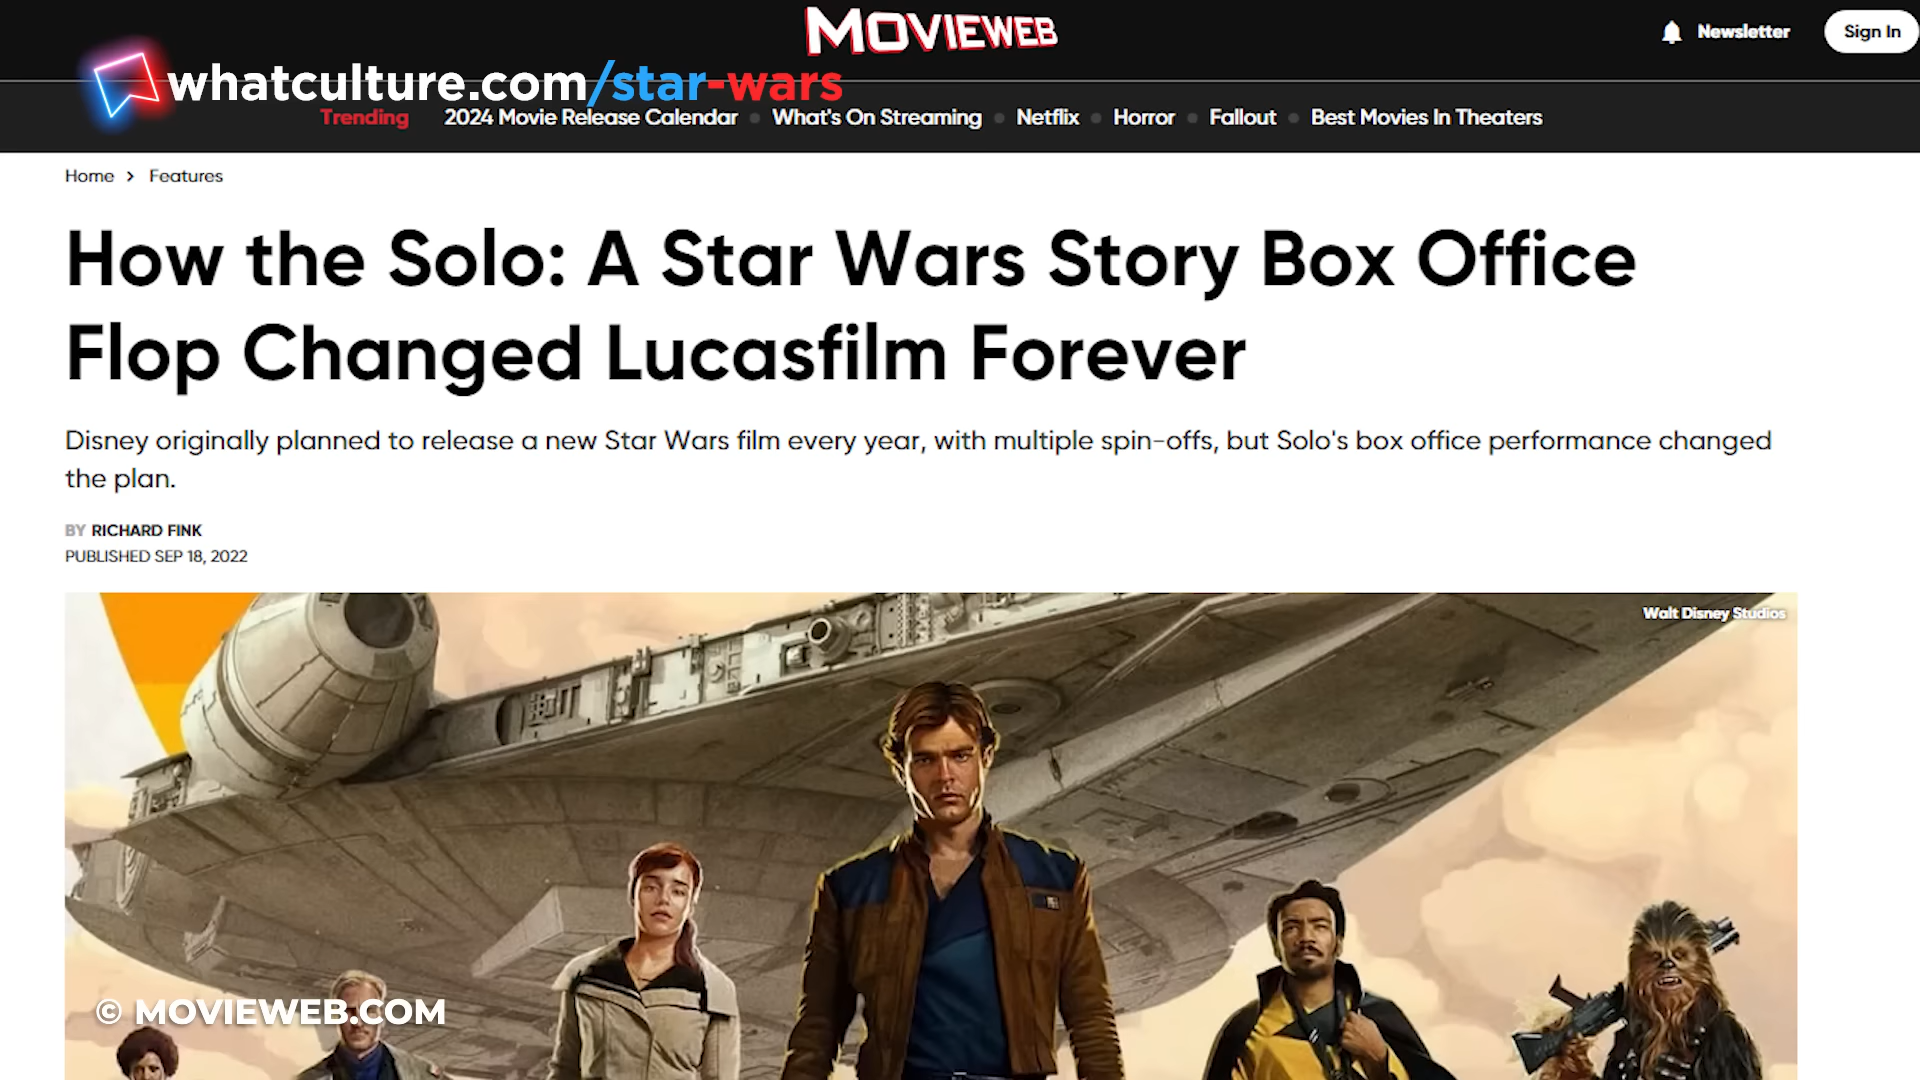 MOVIEWEB
Newsletter
Sign In
whatculture.com/star-wars
Trending 2024 Movie Release Calendar What's On Streaming Netflix Horror Fallout Best Movies In Theaters
Home > Features
How the Solo: A Star Wars Story Box Office
Flop Changed Lucasfilm Forever
Disney originally planned to release a new Star Wars film every year, with multiple spin-offs, but Solo's box office performance changed
the plan.
BY RICHARD FINK
PUBLISHED SEP 18, 2022
Walt Disney Studios
© MOVIEWEB.COM